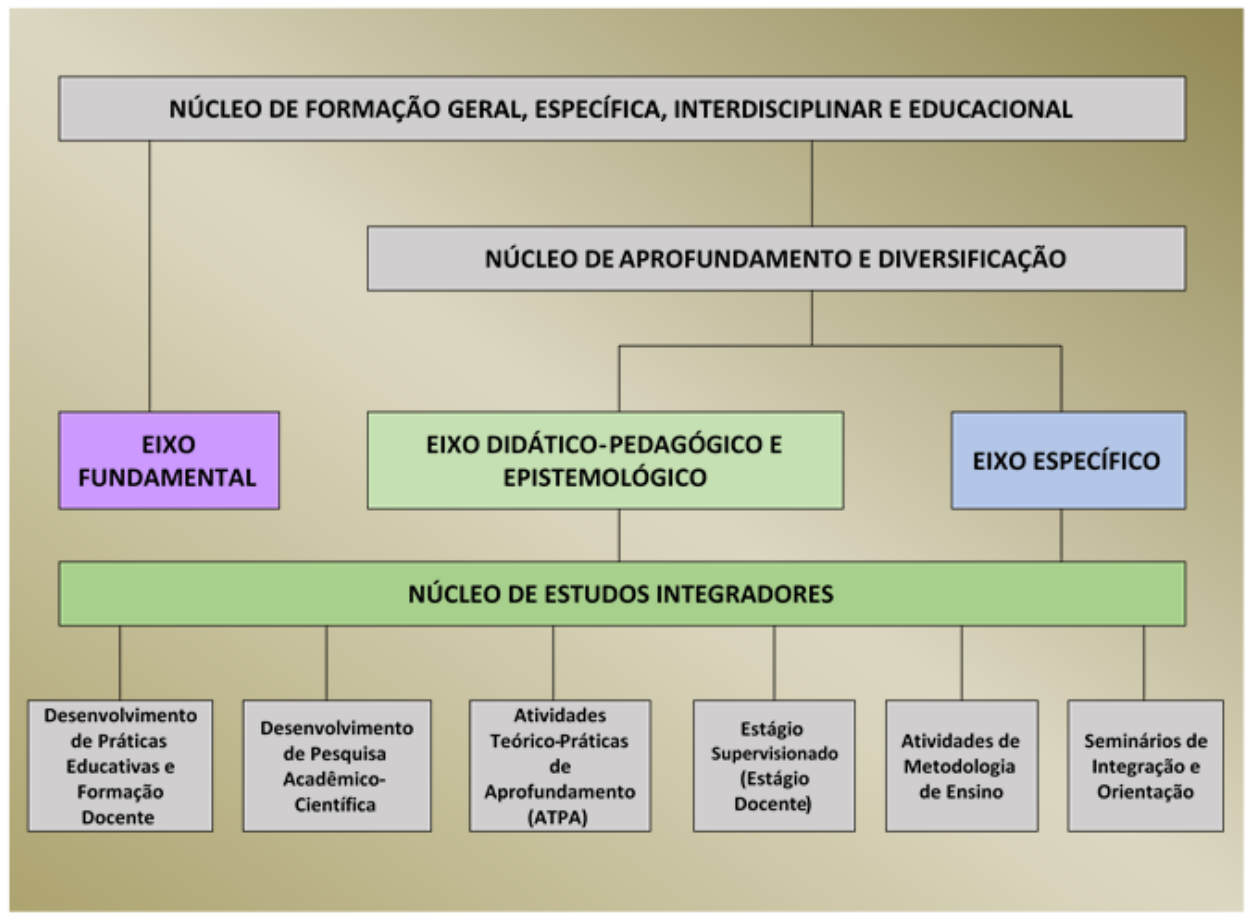 NÚCLEO DE FORMAÇÃO GERAL, ESPECÍFICA, INTERDISCIPLINAR E EDUCACIONAL
NÚCLEO DE APROFUNDAMENTO E DIVERSIFICAÇÃO
EIXO
FUNDAMENTAL
EIXO DIDÁTICO-PEDAGÓGICO E
EPISTEMOLÓGICO
EIXO ESPECÍFICO
NÚCLEO DE ESTUDOS INTEGRADORES
Desenvolvimento
de Práticas
Educativas e
Formação
Docente
Desenvolvimento
de Pesquisa
Acadêmico-
Científica
Atividades
Teórico-Práticas
de
Aprofundamento
(ATPA)
Estágio
Supervisionado
(Estágio
Docente)
Atividades de
Metodologia
de Ensino
Seminários de
Integração e
Orientação